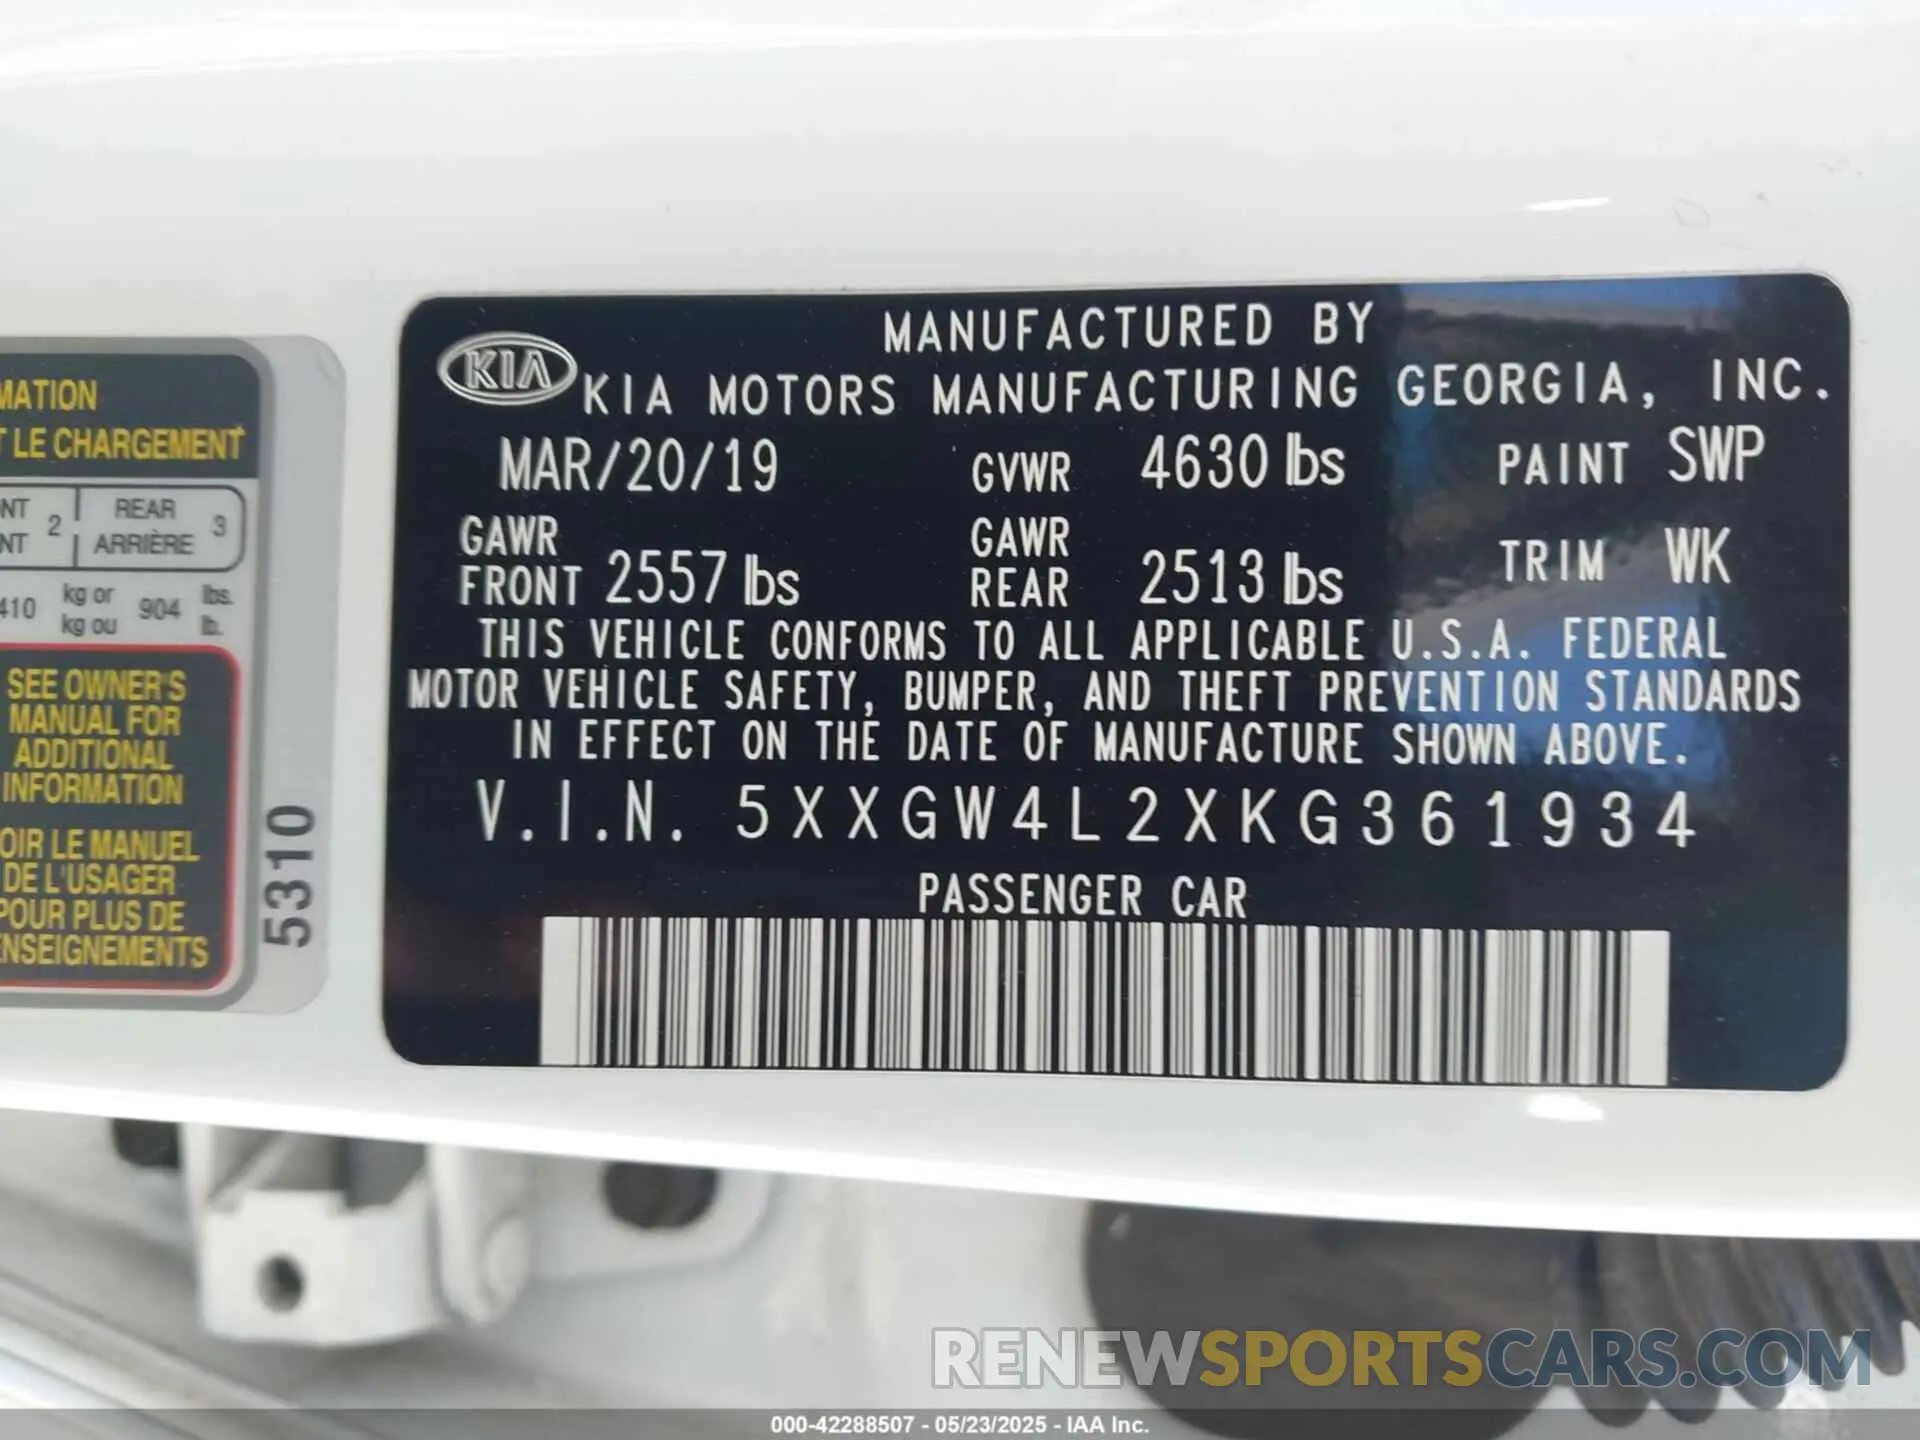 MATION
T LE CHARGEMENT
NT 2 REAR 3
NT ARRIÈRE
410 kg or 904 lbs.
kg ou lb.
SEE OWNER'S
MANUAL FOR
ADDITIONAL
INFORMATION
OIR LE MANUEL
DE L'USAGER
POUR PLUS DE
ENSEIGNEMENTS
5310
MANUFACTURED BY
KIA KIA MOTORS MANUFACTURING GEORGIA, INC.
MAR/20/19 GVWR 4630 lbs PAINT SWP
GAWR GAWR
FRONT 2557 lbs REAR 2513 lbs TRIM WK
THIS VEHICLE CONFORMS TO ALL APPLICABLE U.S.A. FEDERAL
MOTOR VEHICLE SAFETY, BUMPER, AND THEFT PREVENTION STANDARDS
IN EFFECT ON THE DATE OF MANUFACTURE SHOWN ABOVE.
V.I.N. 5XXGW4L2XKG361934
PASSENGER CAR
RENEWSPORTSCARS.COM
000-42288507 - 05/23/2025 - IAA Inc.